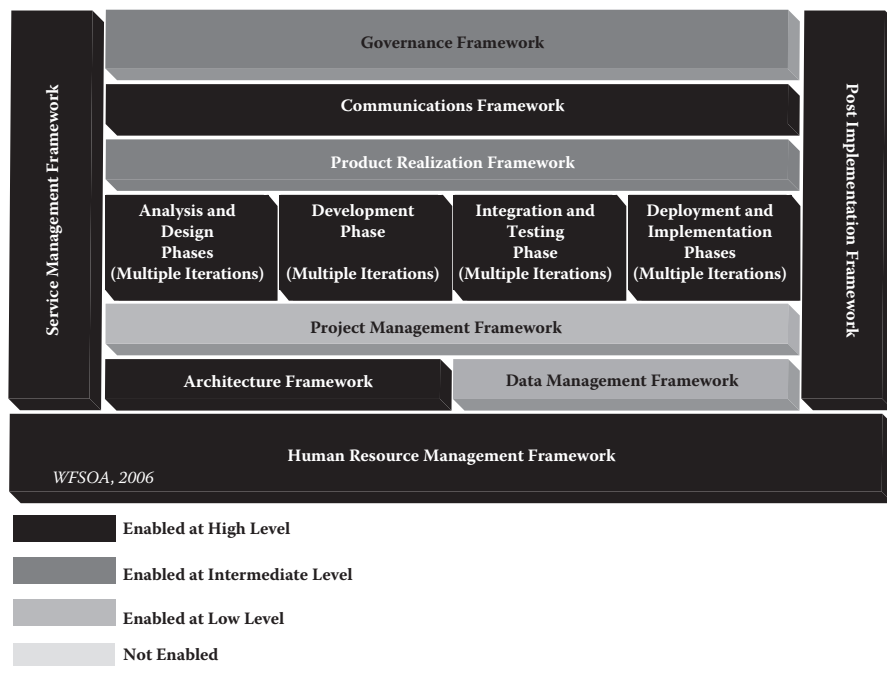 Service Management Framework
Governance Framework
Communications Framework
Product Realization Framework
Analysis and
Design
Phases
(Multiple Iterations)
Development
Phase
(Multiple Iterations)
Integration and
Testing
Phase
(Multiple Iterations)
Deployment and
Implementation
Phases
(Multiple Iterations)
Project Management Framework
Architecture Framework
Data Management Framework
Post Implementation Framework
Human Resource Management Framework
WFSOA, 2006
Enabled at High Level
Enabled at Intermediate Level
Enabled at Low Level
Not Enabled